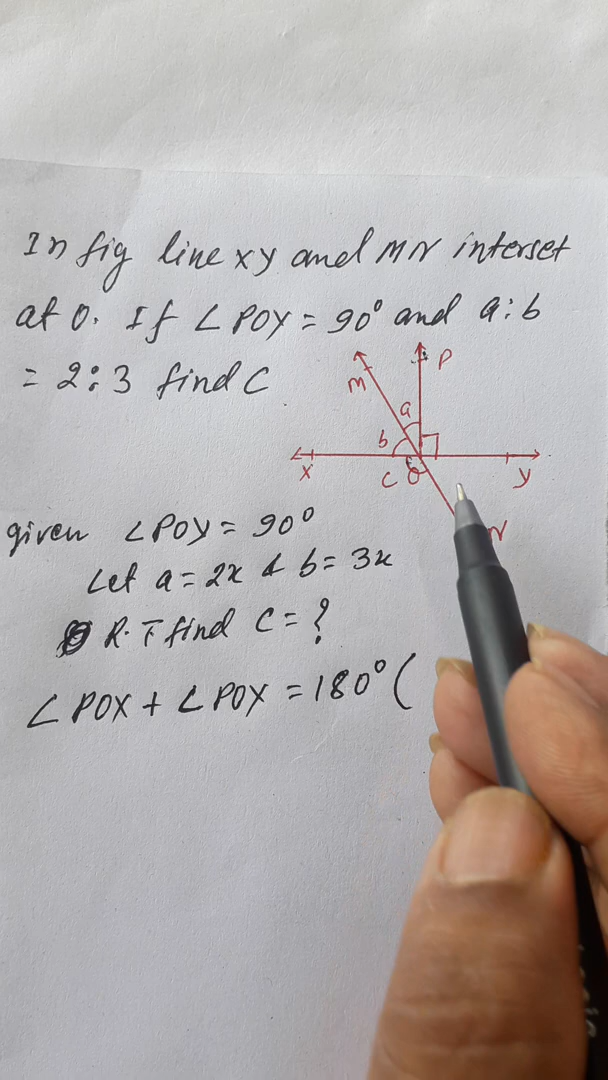 In fig line xy and MN interset
at O. If ∠POY = 90° and a:b
= 2:3 find C
P
M
a
b
X
C
O
Y
N
given ∠POY = 90°
Let a = 2x & b = 3x
R.T find C = ?
∠POX + ∠POX = 180° (